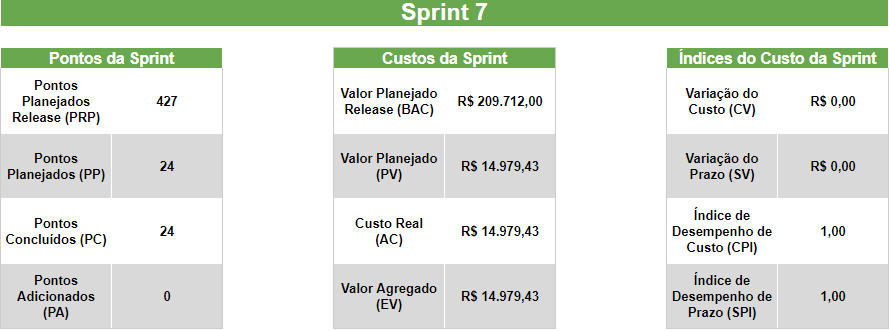 Sprint 7
Pontos da Sprint
Pontos
Planejados
Release (PRP)
427
Pontos
Planejados (PP)
24
Pontos
Concluídos (PC)
24
Pontos
Adicionados
(PA)
0
Custos da Sprint
Valor Planejado
Release (BAC)
R$ 209.712,00
Valor Planejado
(PV)
R$ 14.979,43
Custo Real
(AC)
R$ 14.979,43
Valor Agregado
(EV)
R$ 14.979,43
Índices do Custo da Sprint
Variação do
Custo (CV)
R$ 0,00
Variação do
Prazo (SV)
R$ 0,00
Índice de
Desempenho de
Custo (CPI)
1,00
Índice de
Desempenho de
Prazo (SPI)
1,00